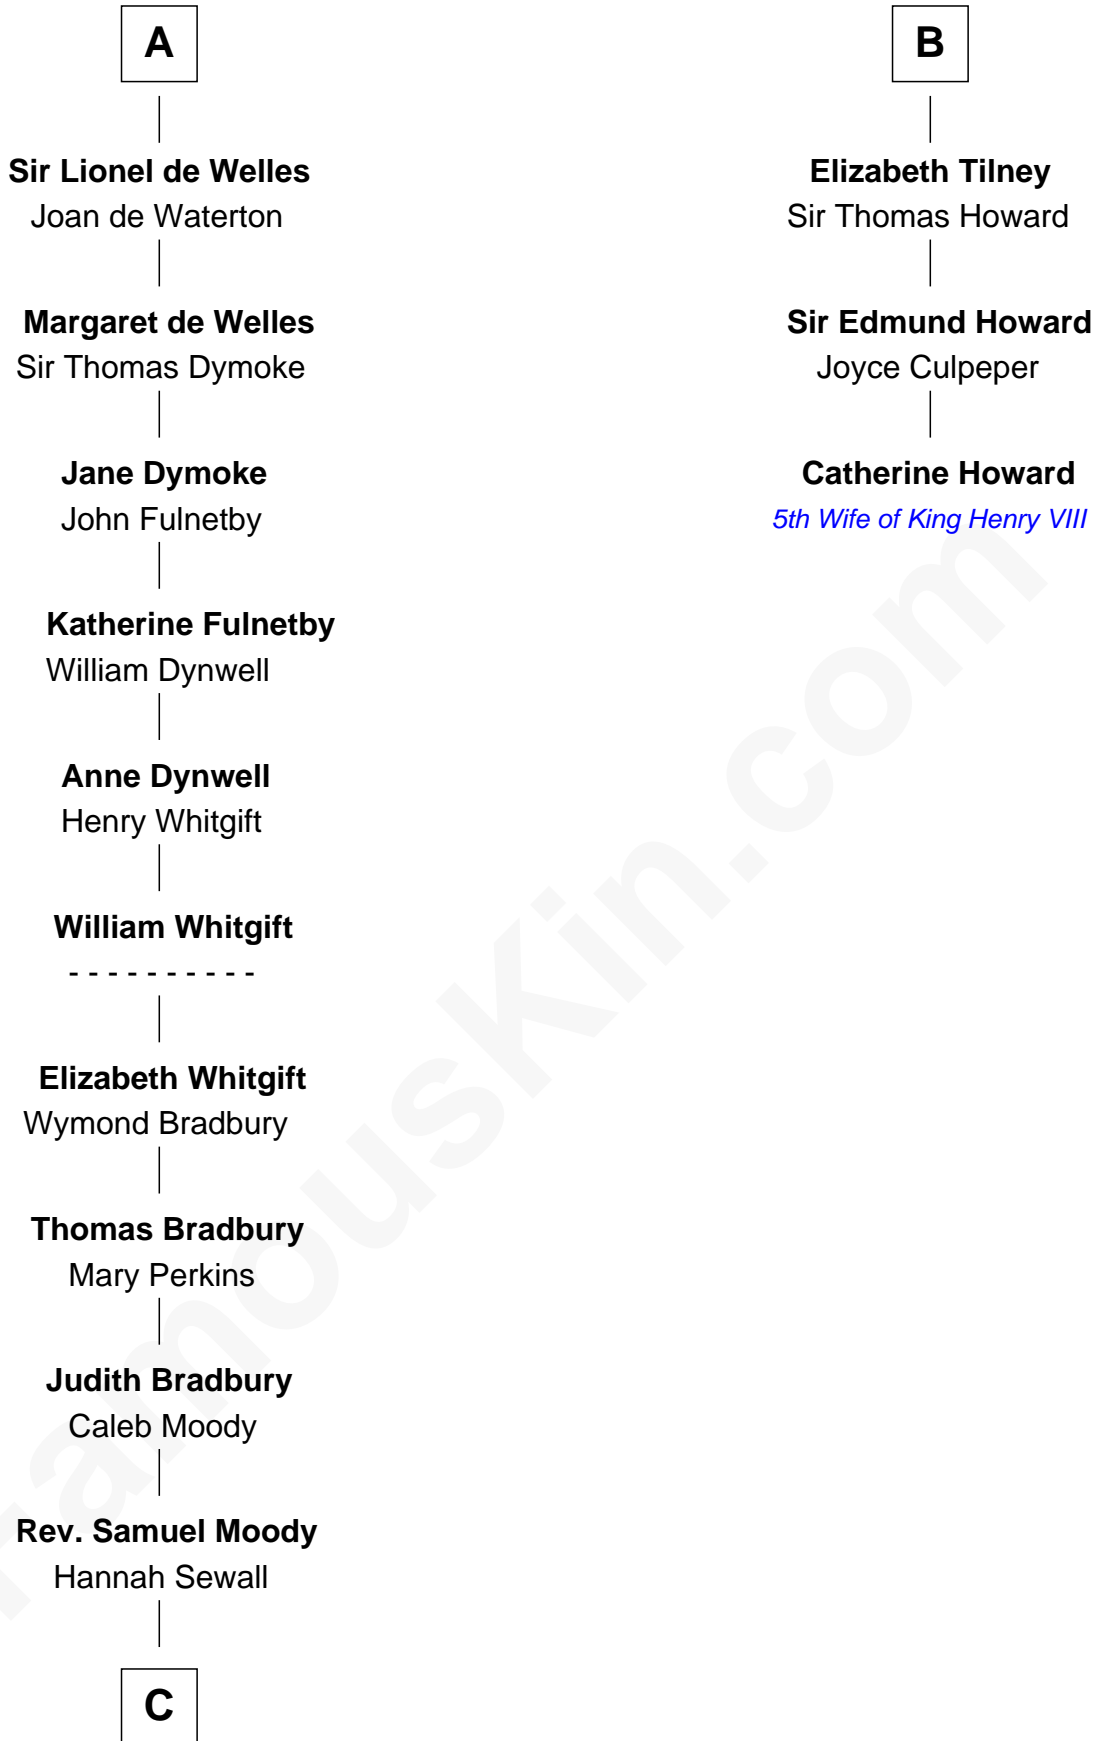 A
Sir Lionel de Welles
Joan de Waterton
Margaret de Welles
Sir Thomas Dymoke
Jane Dymoke
John Fulnetby
Katherine Fulnetby
William Dynwell
Anne Dynwell
Henry Whitgift
William Whitgift
- - - - - - - - - -
Elizabeth Whitgift
Wymond Bradbury
Thomas Bradbury
Mary Perkins
Judith Bradbury
Caleb Moody
Rev. Samuel Moody
Hannah Sewall
C
B
Elizabeth Tilney
Sir Thomas Howard
Sir Edmund Howard
Joyce Culpeper
Catherine Howard
5th Wife of King Henry VIII
FamousKin.com